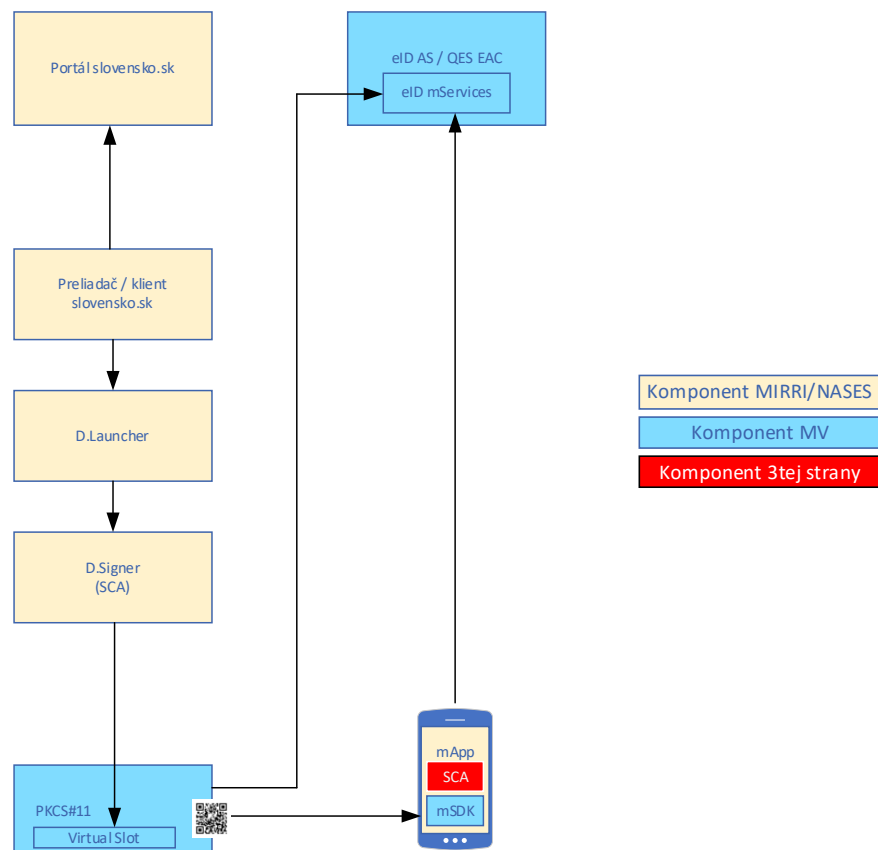 Portál slovensko.sk
eID AS / QES EAC
eID mServices
Preliadač / klient
slovensko.sk
D.Launcher
Komponent MIRRI/NASES
Komponent MV
Komponent 3tej strany
D.Signer
(SCA)
mApp
SCA
mSDK
PKCS#11
Virtual Slot